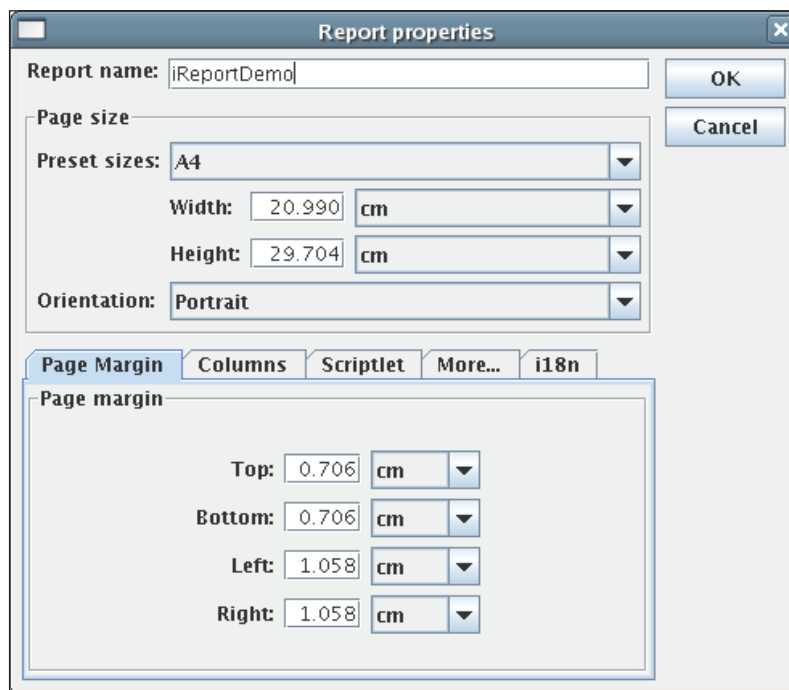 Report properties
Report name: iReportDemo OK
Page size Cancel
Preset sizes: A4
Width: 20.990 cm
Height: 29.704 cm
Orientation: Portrait
Page Margin Columns Scriptlet More... i18n
Page margin
Top: 0.706 cm
Bottom: 0.706 cm
Left: 1.058 cm
Right: 1.058 cm